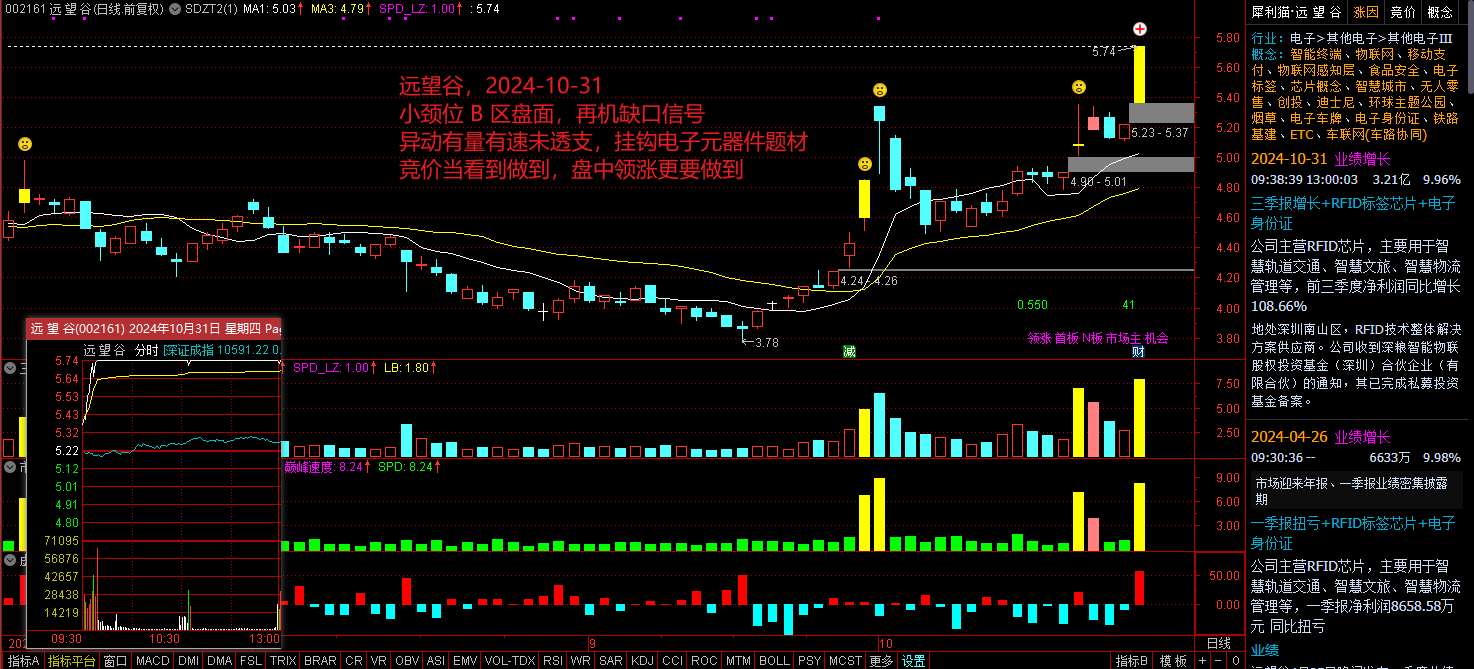 002161 远 望 谷(日线.前复权) SDZT2(1) MA1: 5.03↑ MA3: 4.79↑ SPD_LZ: 1.00↑ : 5.74
5.74
远望谷，2024-10-31
小颈位 B 区盘面，再机缺口信号
异动有量有速未透支，挂钩电子元器件题材
竞价当看到做到，盘中领涨更要做到
5.23 - 5.37
4.90 - 5.01
4.24 - 4.26
0.550
41
领涨 首板 N板 市场主 机会
←3.78
减
财
5.80
5.60
5.40
5.20
5.00
4.80
4.60
4.40
4.20
4.00
3.80
SPD_LZ: 1.00↑ LB: 1.80↑
7.50
5.00
2.50
巅峰速度: 8.24↑ SPD: 8.24↑
9.00
6.00
3.00
50.00
0.00
远 望 谷(002161) 2024年10月31日 星期四
远 望 谷 分时 [深证成指 10591.22 0.
5.74
5.64
5.53
5.43
5.32
5.22
5.12
5.01
4.91
4.80
71095
56876
42657
28438
14219
09:30
10:30
13:00
9
10
日线
指标A 指标平台 窗口 MACD DMI DMA FSL TRIX BRAR CR VR OBV ASI EMV VOL-TDX RSI WR SAR KDJ CCI ROC MTM BOLL PSY MCST 更多 设置
指标B 模 板 + − 0
犀利猫·远 望 谷 涨因 竞价 概念
行业：电子>其他电子>其他电子Ⅲ
概念：智能终端、物联网、移动支
付、物联网感知层、食品安全、电子
标签、芯片概念、智慧城市、无人零
售、创投、迪士尼、环球主题公园、
烟草、电子车牌、电子身份证、铁路
基建、ETC、车联网(车路协同)
2024-10-31 业绩增长
09:38:39 13:00:03 3.21亿 9.96%
三季报增长+RFID标签芯片+电子
身份证
公司主营RFID芯片，主要用于智
慧轨道交通、智慧文旅、智慧物流
管理等，前三季度净利润同比增长
108.66%
地处深圳南山区，RFID技术整体解决
方案供应商。公司收到深粮智能物联
股权投资基金（深圳）合伙企业（有
限合伙）的通知，其已完成私募投资
基金备案。
2024-04-26 业绩增长
09:30:36 -- 6633万 9.98%
市场迎来年报、一季报业绩密集披露
期
一季报扭亏+RFID标签芯片+电子
身份证
公司主营RFID芯片，主要用于智
慧轨道交通、智慧文旅、智慧物流
管理等，一季报净利润8658.58万
元 同比扭亏
业绩